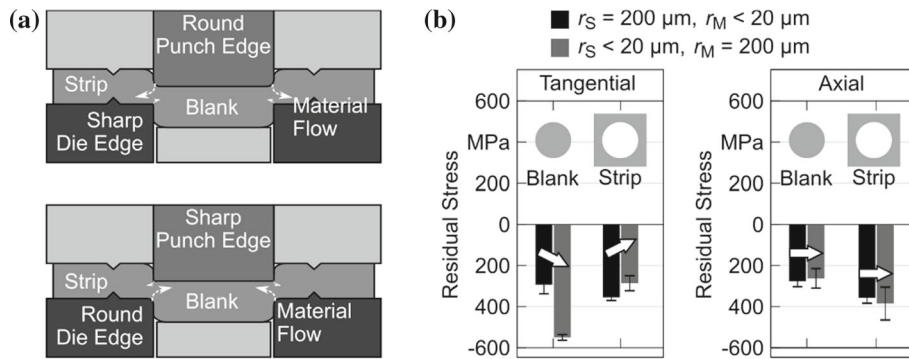 (a)
Round
Punch Edge
Strip
Blank
Material
Flow
Sharp
Die Edge
Sharp
Punch Edge
Strip
Blank
Round
Die Edge
Material
Flow
(b)
rS = 200 µm, rM < 20 µm
rS < 20 µm, rM = 200 µm
Tangential
Residual Stress
600
MPa
200
0
200
400
-600
Blank
Strip
Axial
Residual Stress
600
MPa
200
0
200
400
-600
Blank
Strip